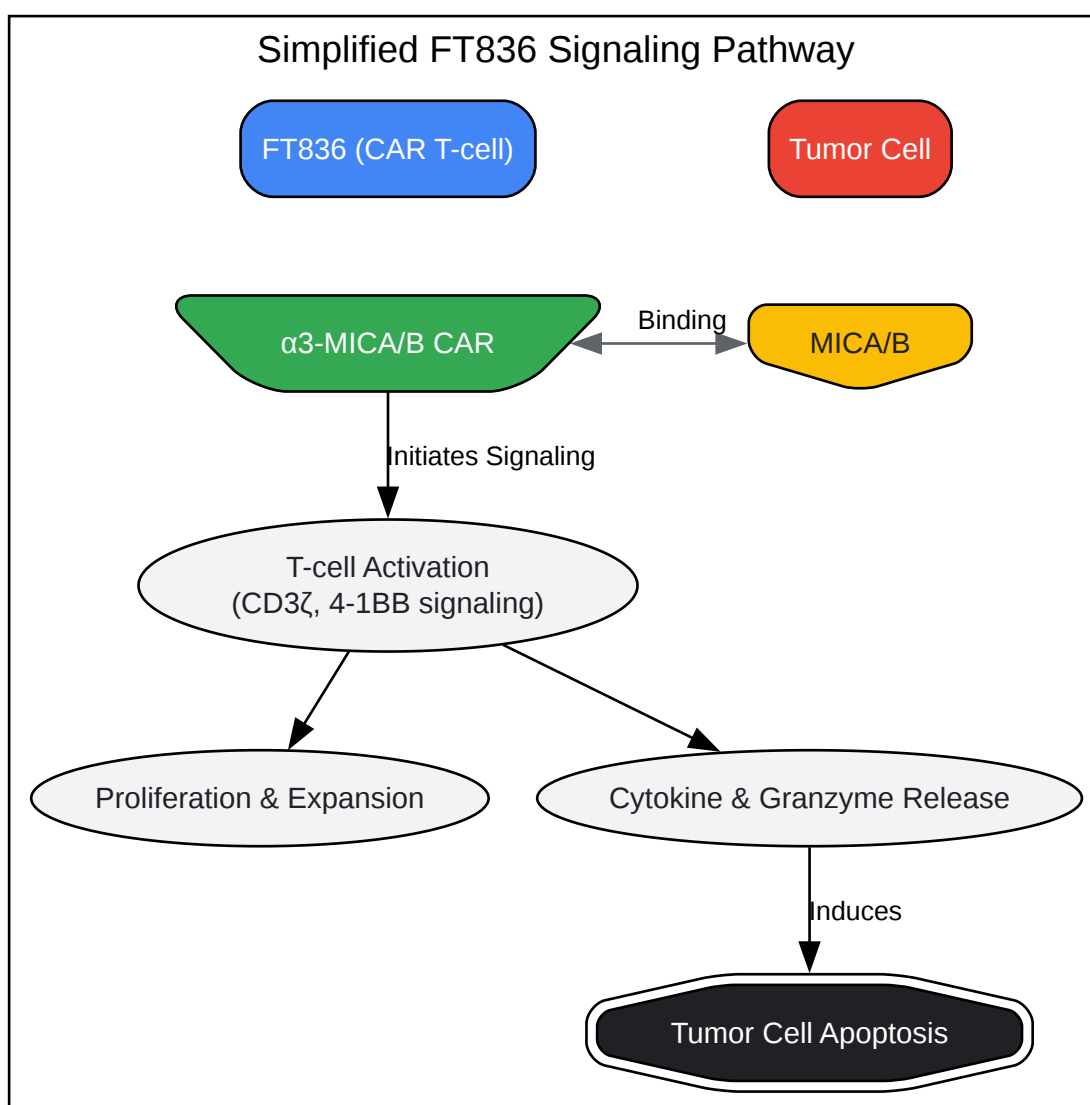 Simplified FT836 Signaling Pathway
FT836 (CAR T-cell)
Tumor Cell
α3-MICA/B CAR
Binding
MICA/B
Initiates Signaling
T-cell Activation
(CD3ζ, 4-1BB signaling)
Proliferation & Expansion
Cytokine & Granzyme Release
Induces
Tumor Cell Apoptosis